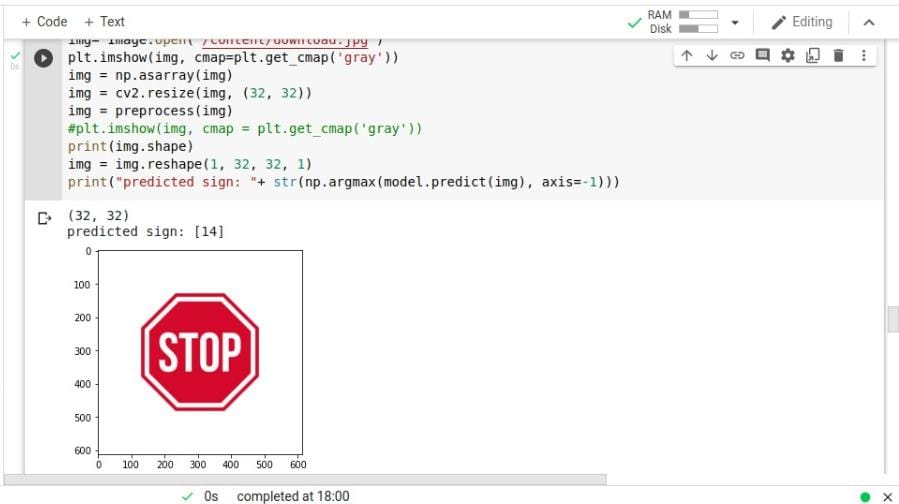 + Code + Text
RAM
Disk
Editing
img= Image.open( "/content/download.jpg" )
0s
plt.imshow(img, cmap=plt.get_cmap('gray'))
img = np.asarray(img)
img = cv2.resize(img, (32, 32))
img = preprocess(img)
#plt.imshow(img, cmap = plt.get_cmap('gray'))
print(img.shape)
img = img.reshape(1, 32, 32, 1)
print("predicted sign: "+ str(np.argmax(model.predict(img), axis=-1)))
(32, 32)
predicted sign: [14]
0
100
200
300
400
500
600
STOP
0 100 200 300 400 500 600
0s completed at 18:00